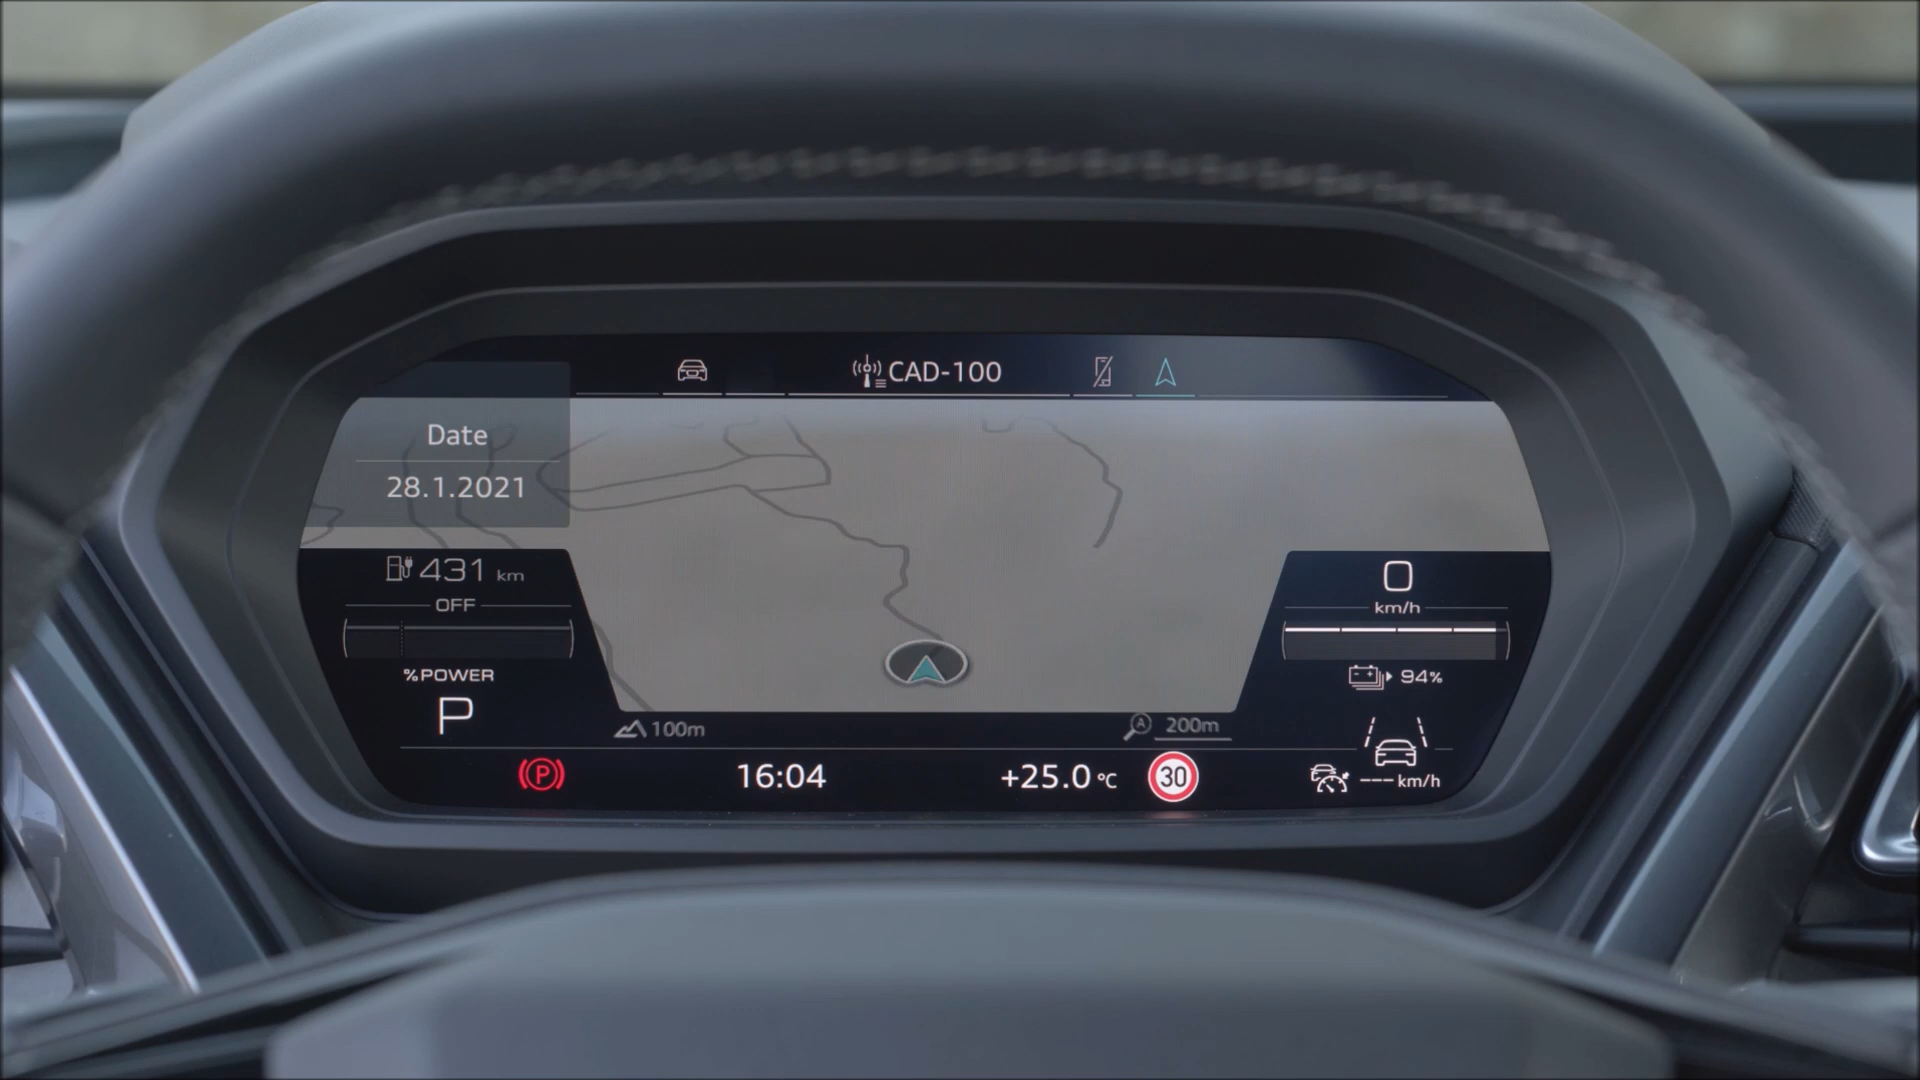 CAD-100
Date
28.1.2021
431 km
OFF
%POWER
P
0
km/h
94%
100m
A 200m
P
16:04
+25.0 °C
30
--- km/h